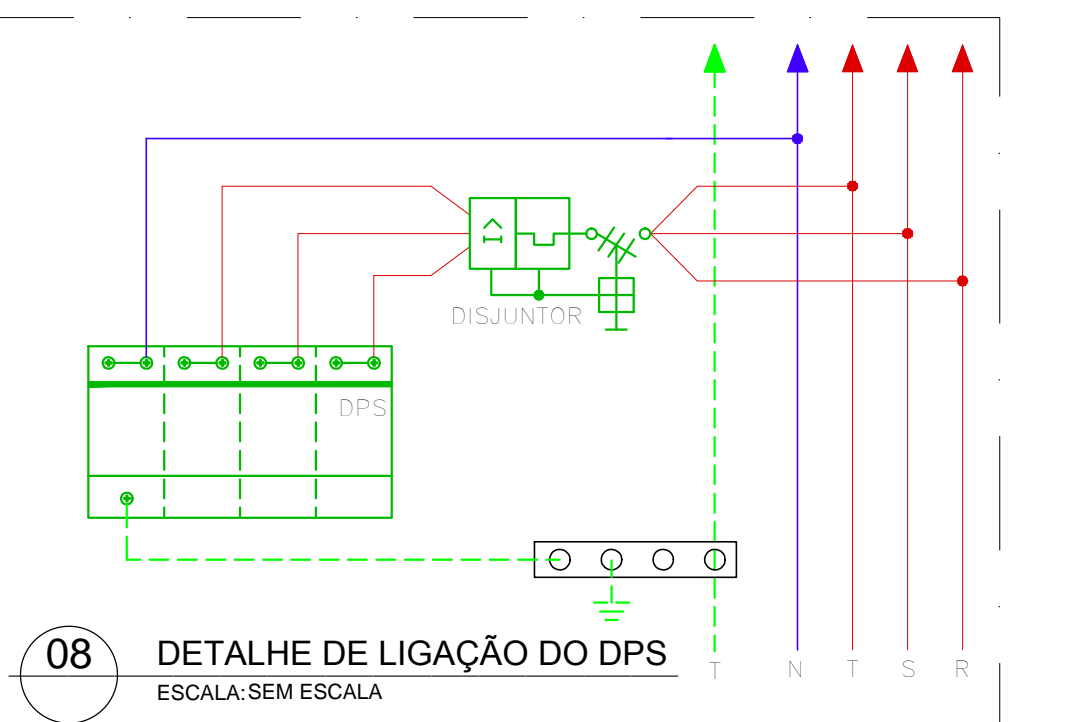 DISJUNTOR
DPS
T N T S R
08
DETALHE DE LIGAÇÃO DO DPS
ESCALA: SEM ESCALA